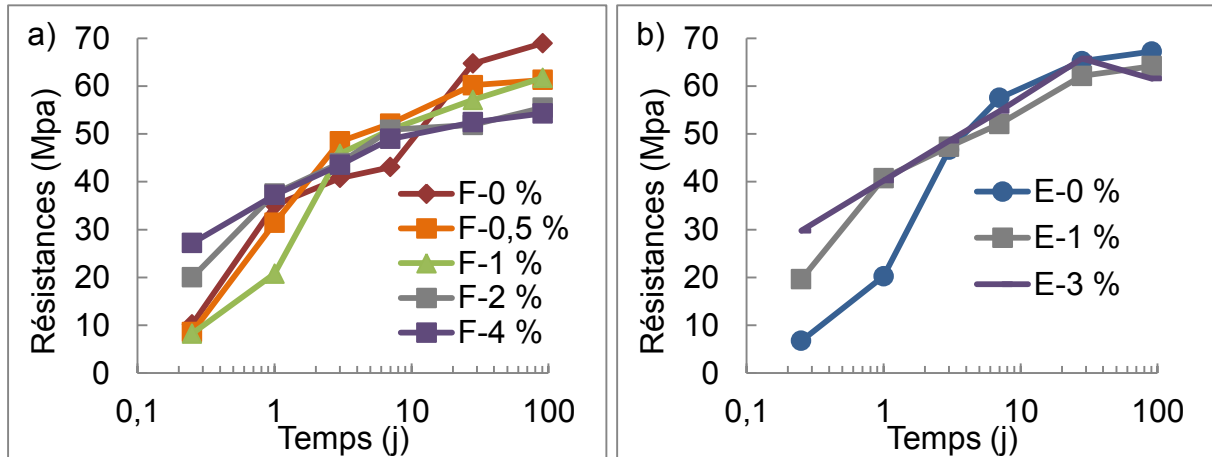 a)
Résistances (Mpa)
70
60
50
40
30
20
10
0
0,1
1
10
100
Temps (j)
F-0 %
F-0,5 %
F-1 %
F-2 %
F-4 %
b)
Résistances (Mpa)
70
60
50
40
30
20
10
0
0,1
1
10
100
Temps (j)
E-0 %
E-1 %
E-3 %